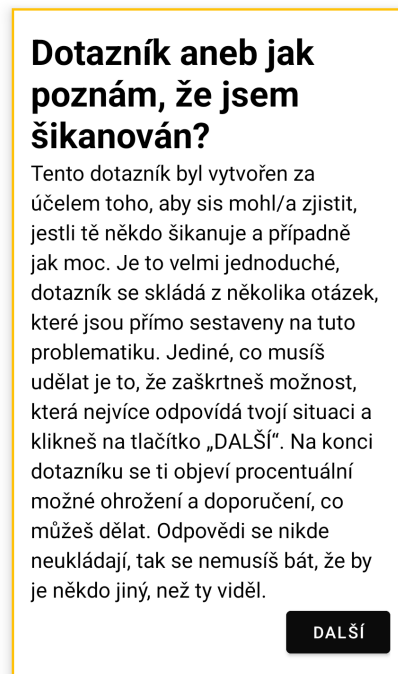 Dotazník aneb jak
poznám, že jsem
šikanován?
Tento dotazník byl vytvořen za
účelem toho, aby sis mohl/a zjistit,
jestli tě někdo šikanuje a případně
jak moc. Je to velmi jednoduché,
dotazník se skládá z několika otázek,
které jsou přímo sestaveny na tuto
problematiku. Jediné, co musíš
udělat je to, že zaškrtneš možnost,
která nejvíce odpovídá tvojí situaci a
klikneš na tlačítko „DALŠÍ“. Na konci
dotazníku se ti objeví procentuální
možné ohrožení a doporučení, co
můžeš dělat. Odpovědi se nikde
neukládají, tak se nemusíš bát, že by
je někdo jiný, než ty viděl.
DALŠÍ